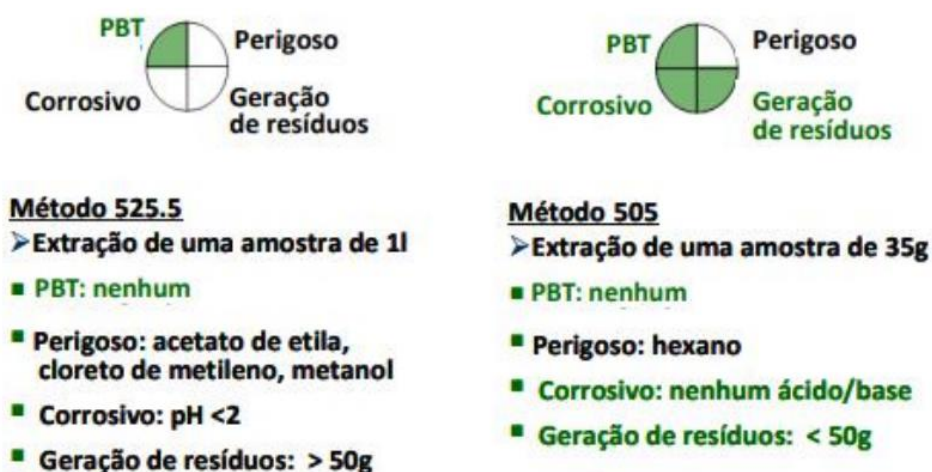 PBT
Perigoso
Corrosivo
Geração
de resíduos
Método 525.5
➢Extração de uma amostra de 1l
▪ PBT: nenhum
▪ Perigoso: acetato de etila,
cloreto de metileno, metanol
▪ Corrosivo: pH <2
▪ Geração de resíduos: > 50g
PBT
Perigoso
Corrosivo
Geração
de resíduos
Método 505
➢Extração de uma amostra de 35g
▪ PBT: nenhum
▪ Perigoso: hexano
▪ Corrosivo: nenhum ácido/base
▪ Geração de resíduos: < 50g